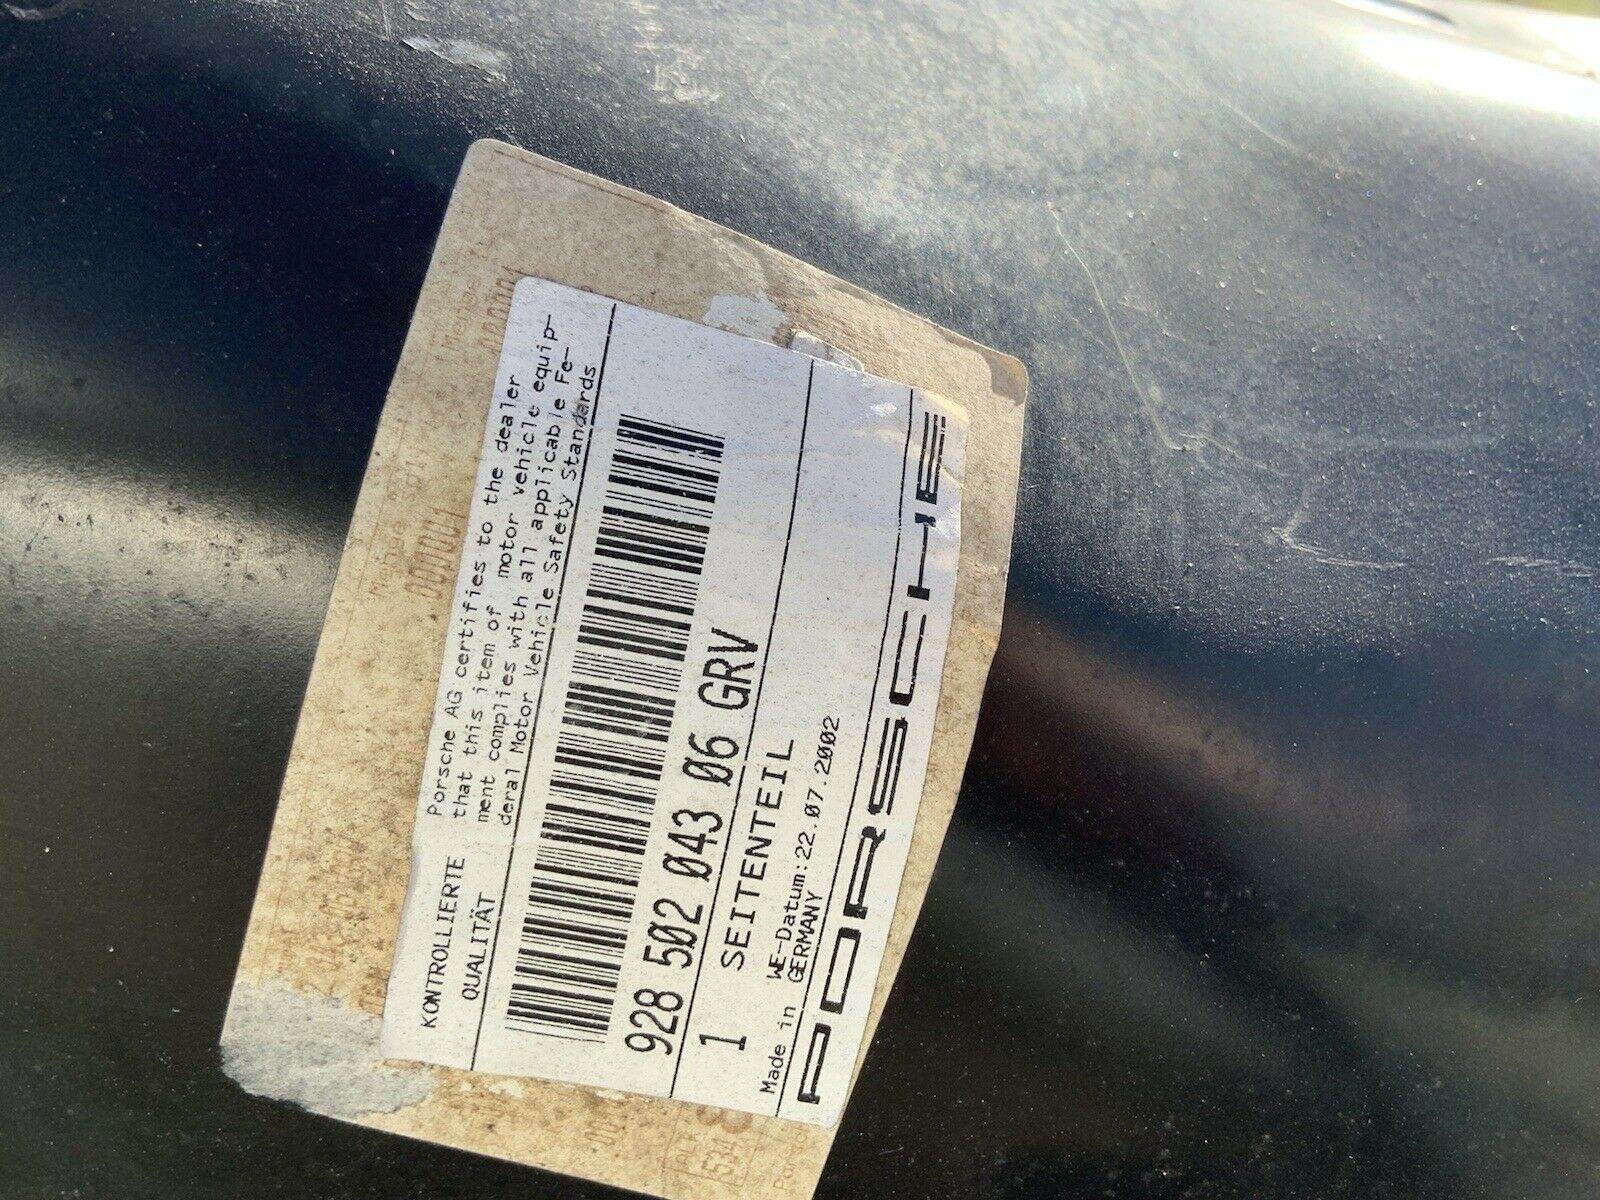 KONTROLLIERTE
QUALITÄT
Porsche AG certifies to the dealer
that this item of motor vehicle equip-
ment complies with all applicable Fe-
deral Motor Vehicle Safety Standards
928 502 043 06 GRV
1 SEITENTEIL
WE-Datum:22.07.2002
Made in GERMANY
PORSCHE
Menge
0000001